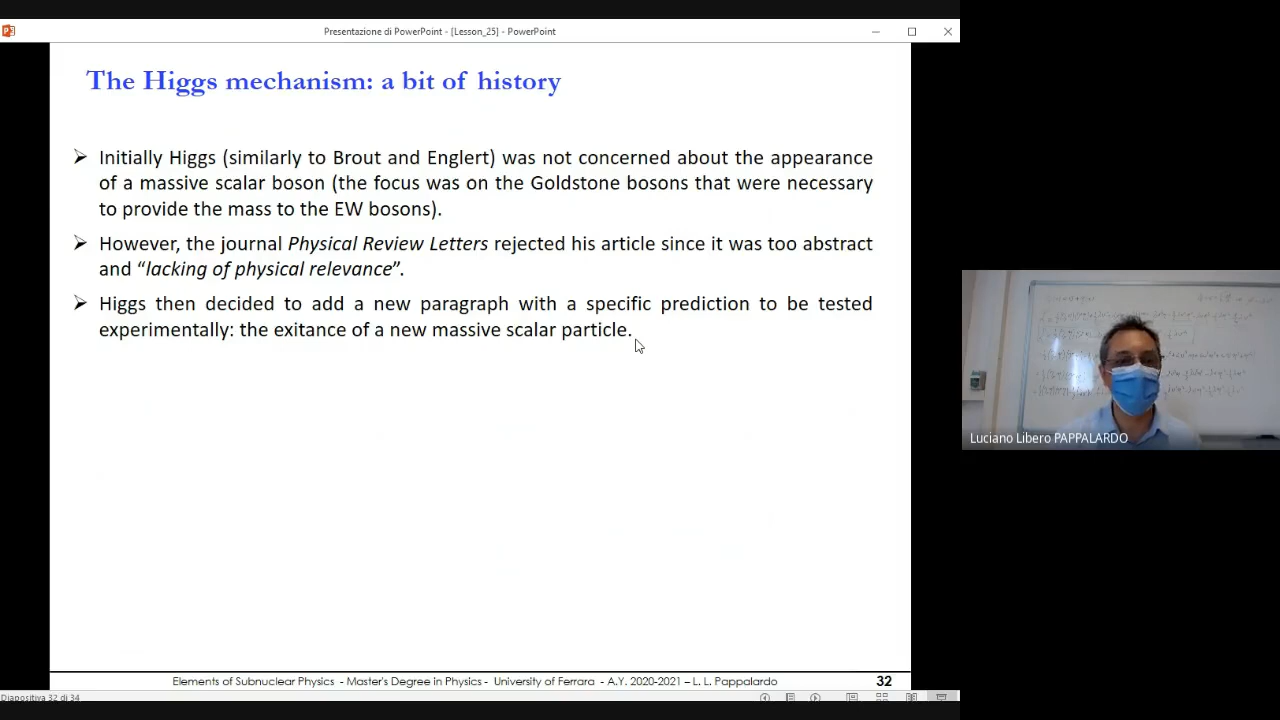 Presentazione di PowerPoint - [Lesson_25] - PowerPoint
The Higgs mechanism: a bit of history
➢ Initially Higgs (similarly to Brout and Englert) was not concerned about the appearance
of a massive scalar boson (the focus was on the Goldstone bosons that were necessary
to provide the mass to the EW bosons).
➢ However, the journal Physical Review Letters rejected his article since it was too abstract
and “lacking of physical relevance”.
➢ Higgs then decided to add a new paragraph with a specific prediction to be tested
experimentally: the exitance of a new massive scalar particle.
Luciano Libero PAPPALARDO
Elements of Subnuclear Physics - Master's Degree in Physics - University of Ferrara - A.Y. 2020-2021 – L. L. Pappalardo
32
Diapositiva 32 di 34